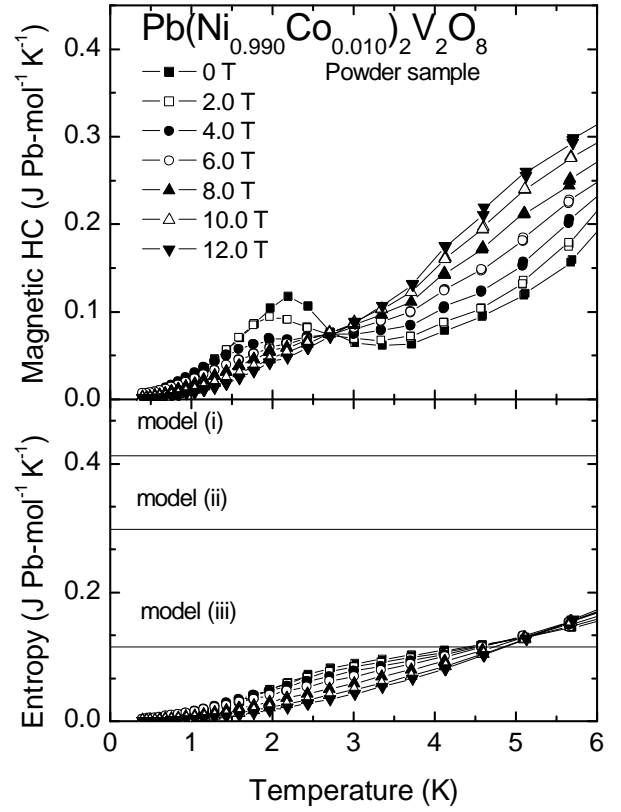 Pb(Ni0.990Co0.010)2V2O8
Powder sample
0 T
2.0 T
4.0 T
6.0 T
8.0 T
10.0 T
12.0 T
Magnetic HC (J Pb-mol-1 K-1)
0.4
0.3
0.2
0.1
0.0
model (i)
model (ii)
model (iii)
Entropy (J Pb-mol-1 K-1)
0.4
0.2
0.0
0 1 2 3 4 5 6
Temperature (K)